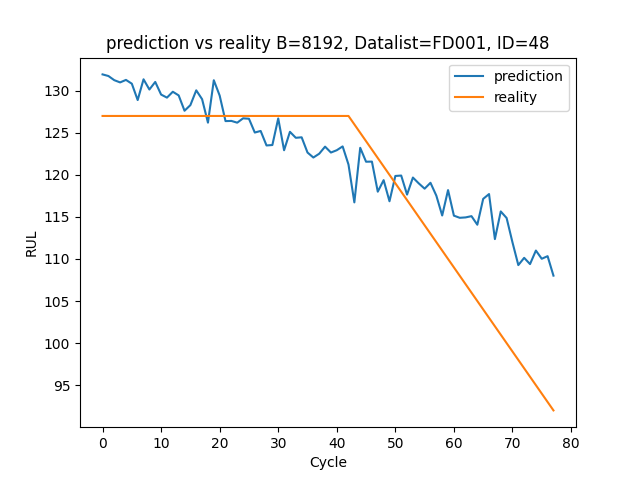 prediction vs reality B=8192, Datalist=FD001, ID=48
prediction
reality
RUL
130
125
120
115
110
105
100
95
0 10 20 30 40 50 60 70 80
Cycle